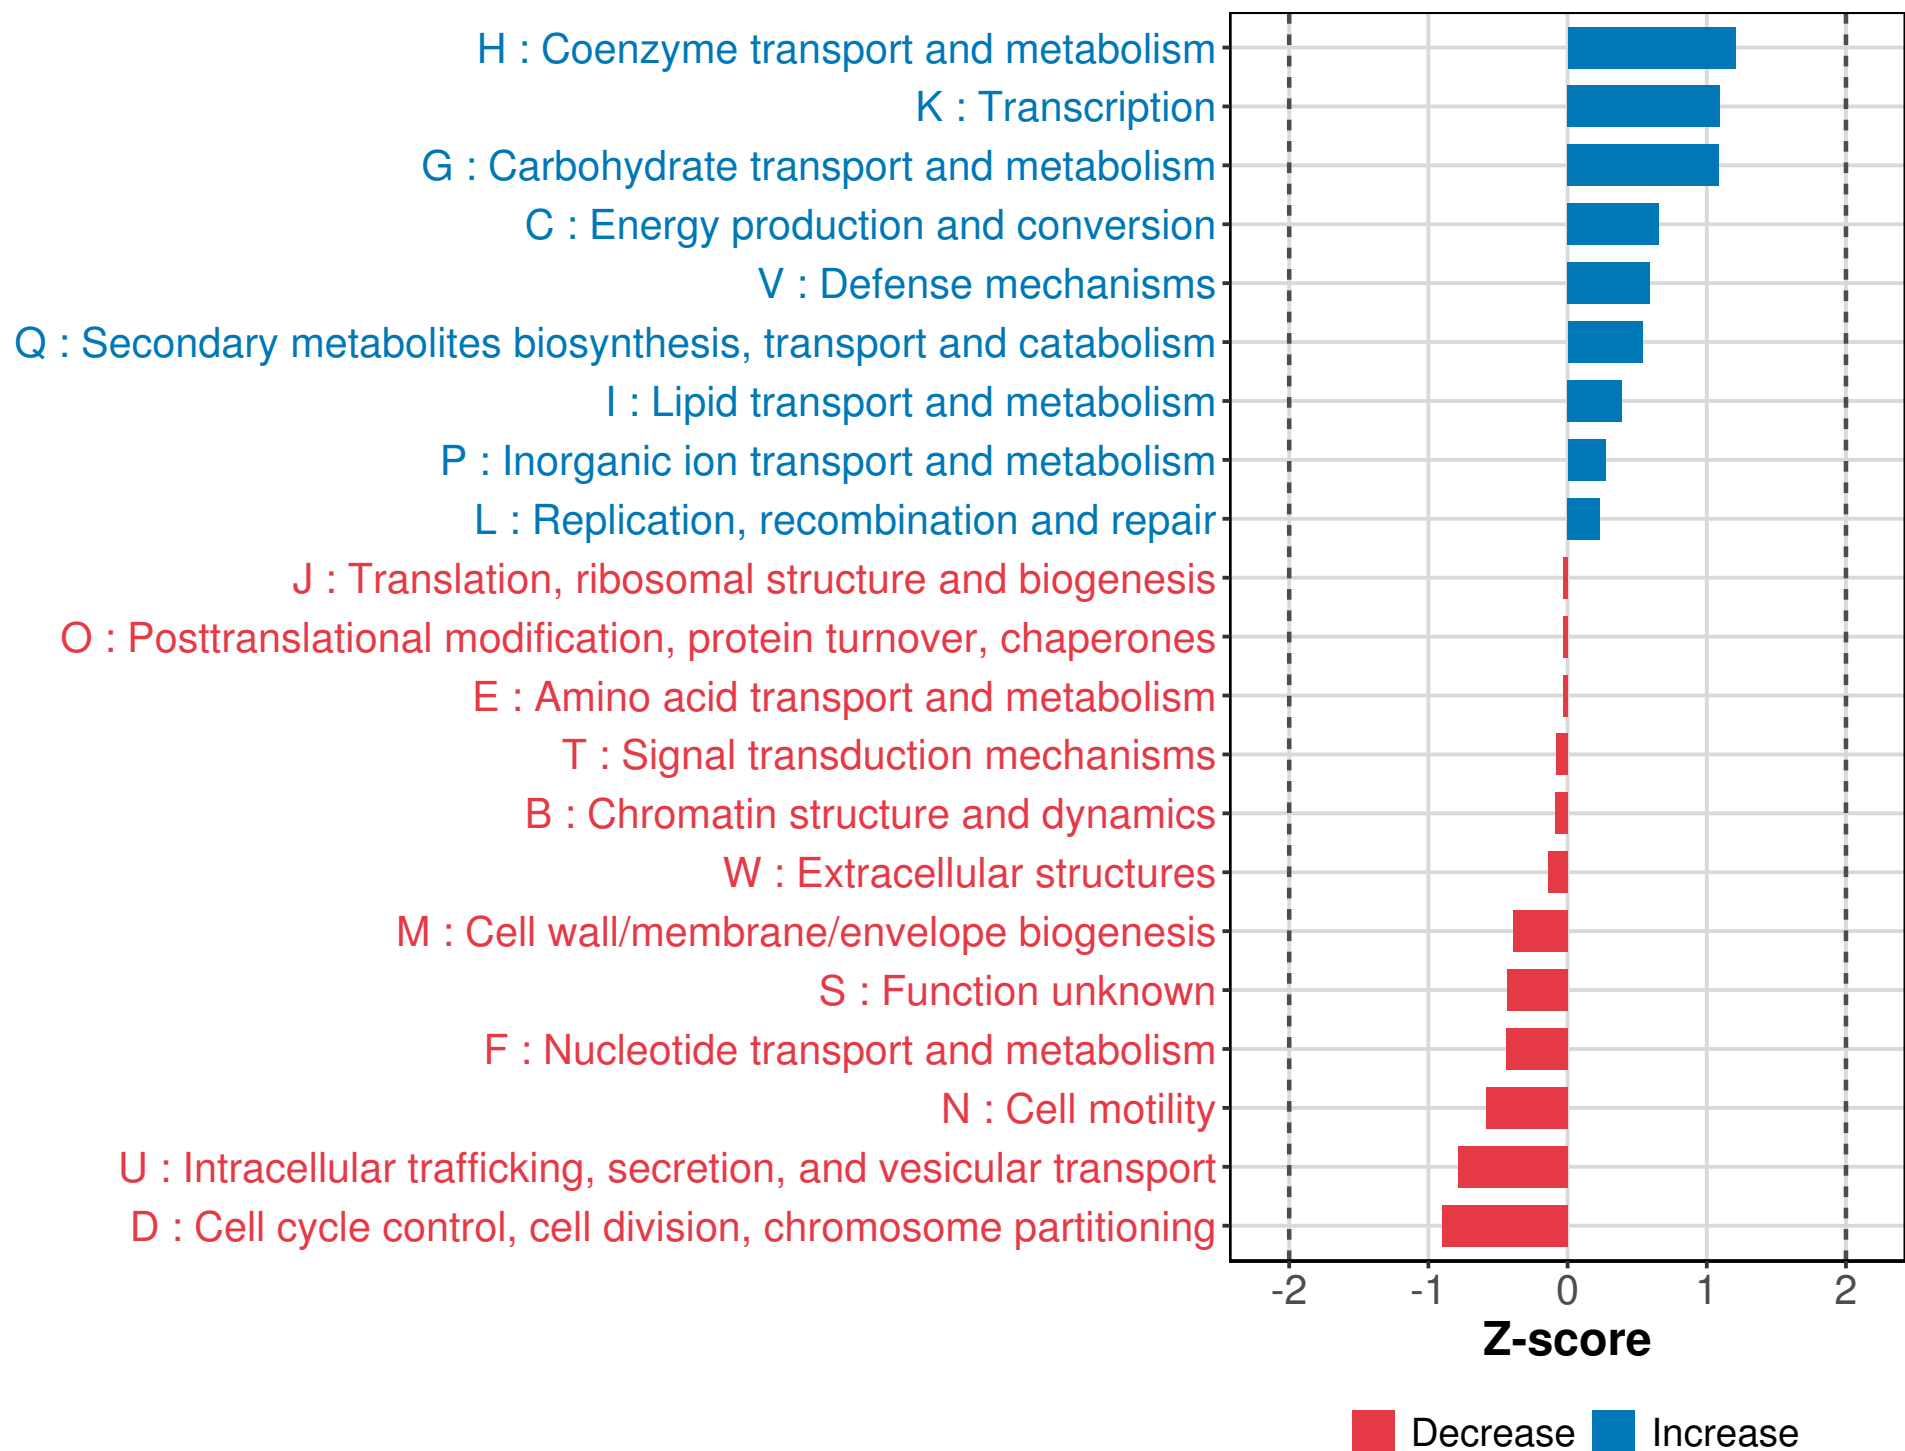 H : Coenzyme transport and metabolism
K : Transcription
G : Carbohydrate transport and metabolism
C : Energy production and conversion
V : Defense mechanisms
Q : Secondary metabolites biosynthesis, transport and catabolism
I : Lipid transport and metabolism
P : Inorganic ion transport and metabolism
L : Replication, recombination and repair
J : Translation, ribosomal structure and biogenesis
O : Posttranslational modification, protein turnover, chaperones
E : Amino acid transport and metabolism
T : Signal transduction mechanisms
B : Chromatin structure and dynamics
W : Extracellular structures
M : Cell wall/membrane/envelope biogenesis
S : Function unknown
F : Nucleotide transport and metabolism
N : Cell motility
U : Intracellular trafficking, secretion, and vesicular transport
D : Cell cycle control, cell division, chromosome partitioning
-2 -1 0 1 2
Z-score
Decrease Increase